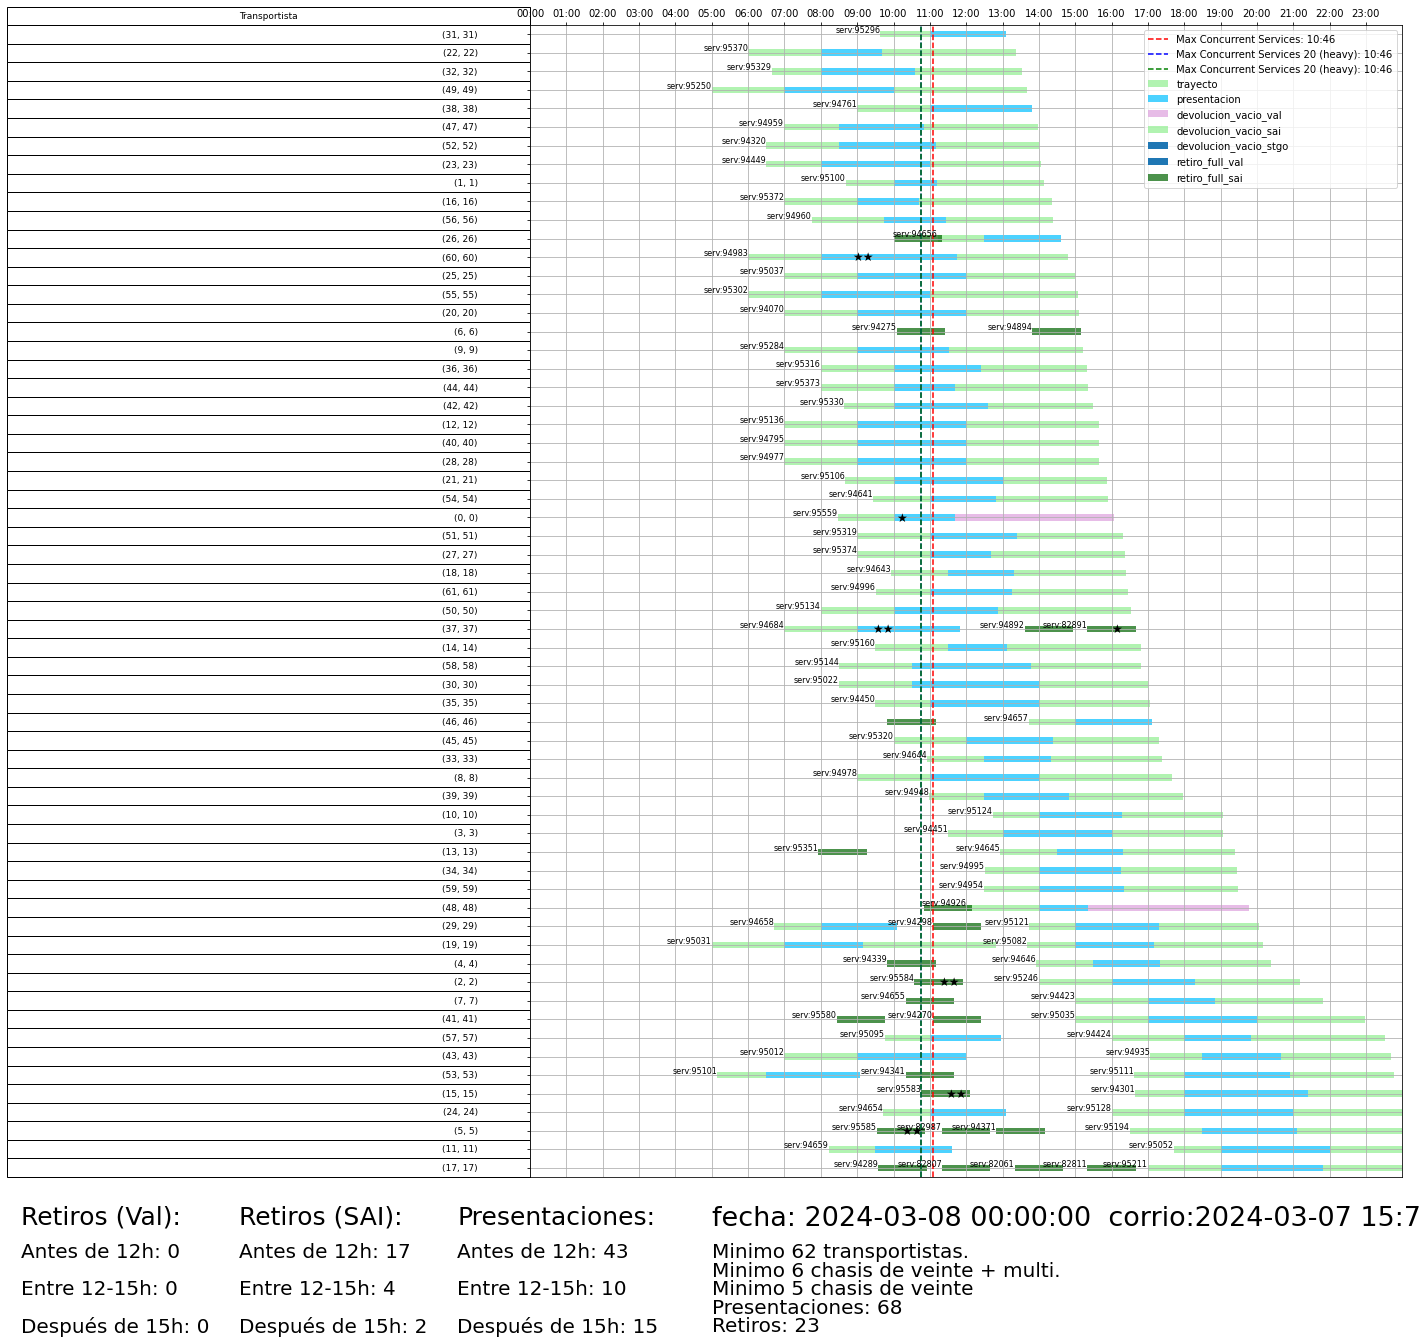 Transportista 00:00 01:00 02:00 03:00 04:00 05:00 06:00 07:00 08:00 09:00 10:00 11:00 12:00 13:00 14:00 15:00 16:00 17:00 18:00 19:00 20:00 21:00 22:00 23:00
Max Concurrent Services: 10:46
Max Concurrent Services 20 (heavy): 10:46
Max Concurrent Services 20 (heavy): 10:46
trayecto
presentacion
devolucion_vacio_val
devolucion_vacio_sai
devolucion_vacio_stgo
retiro_full_val
retiro_full_sai
(31, 31) serv:95296
(22, 22) serv:95370
(32, 32) serv:95329
(49, 49) serv:95250
(38, 38) serv:94761
(47, 47) serv:94959
(52, 52) serv:94320
(23, 23) serv:94449
(1, 1) serv:95100
(16, 16) serv:95372
(56, 56) serv:94960
(26, 26) serv:94656
(60, 60) serv:94983
(25, 25) serv:95037
(55, 55) serv:95302
(20, 20) serv:94070
(6, 6) serv:94275 serv:94894
(9, 9) serv:95284
(36, 36) serv:95316
(44, 44) serv:95373
(42, 42) serv:95330
(12, 12) serv:95136
(40, 40) serv:94795
(28, 28) serv:94977
(21, 21) serv:95106
(54, 54) serv:94641
(0, 0) serv:95559
(51, 51) serv:95319
(27, 27) serv:95374
(18, 18) serv:94643
(61, 61) serv:94996
(50, 50) serv:95134
(37, 37) serv:94684 serv:94892 serv:82891
(14, 14) serv:95160
(58, 58) serv:95144
(30, 30) serv:95022
(35, 35) serv:94450
(46, 46) serv:94657
(45, 45) serv:95320
(33, 33) serv:94644
(8, 8) serv:94978
(39, 39) serv:94948
(10, 10) serv:95124
(3, 3) serv:94451
(13, 13) serv:95351 serv:94645
(34, 34) serv:94995
(59, 59) serv:94954
(48, 48) serv:94926
(29, 29) serv:94658 serv:94298 serv:95121
(19, 19) serv:95031 serv:95082
(4, 4) serv:94339 serv:94646
(2, 2) serv:95584 serv:95246
(7, 7) serv:94655 serv:94423
(41, 41) serv:95580 serv:94270 serv:95035
(57, 57) serv:95095 serv:94424
(43, 43) serv:95012 serv:94935
(53, 53) serv:95101 serv:94341 serv:95111
(15, 15) serv:95583 serv:94301
(24, 24) serv:94654 serv:95128
(5, 5) serv:95585 serv:82987 serv:94371 serv:95194
(11, 11) serv:94659 serv:95052
(17, 17) serv:94289 serv:82807 serv:82061 serv:82811 serv:95211
Retiros (Val): Retiros (SAI): Presentaciones: fecha: 2024-03-08 00:00:00 corrio:2024-03-07 15:7
Antes de 12h: 0 Antes de 12h: 17 Antes de 12h: 43 Minimo 62 transportistas.
Minimo 6 chasis de veinte + multi.
Entre 12-15h: 0 Entre 12-15h: 4 Entre 12-15h: 10 Minimo 5 chasis de veinte
Presentaciones: 68
Después de 15h: 0 Después de 15h: 2 Después de 15h: 15 Retiros: 23